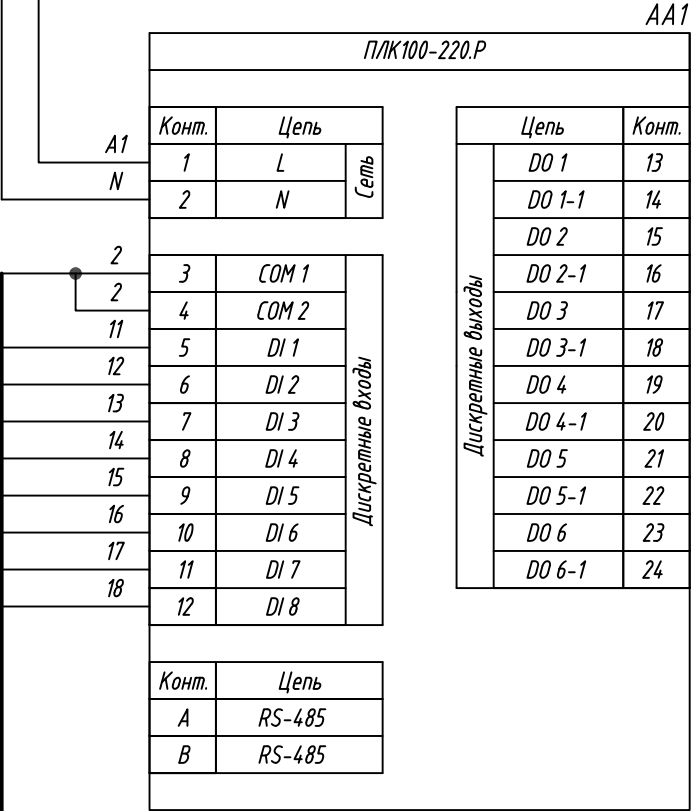 AA1
ПЛК100-220.Р
Конт. Цепь
A1 1 L
N 2 N
Сеть
2 3 COM 1
2 4 COM 2
11 5 DI 1
12 6 DI 2
13 7 DI 3
14 8 DI 4
15 9 DI 5
16 10 DI 6
17 11 DI 7
18 12 DI 8
Дискретные входы
Конт. Цепь
A RS-485
B RS-485
Цепь Конт.
DO 1 13
DO 1-1 14
DO 2 15
DO 2-1 16
DO 3 17
DO 3-1 18
DO 4 19
DO 4-1 20
DO 5 21
DO 5-1 22
DO 6 23
DO 6-1 24
Дискретные выходы